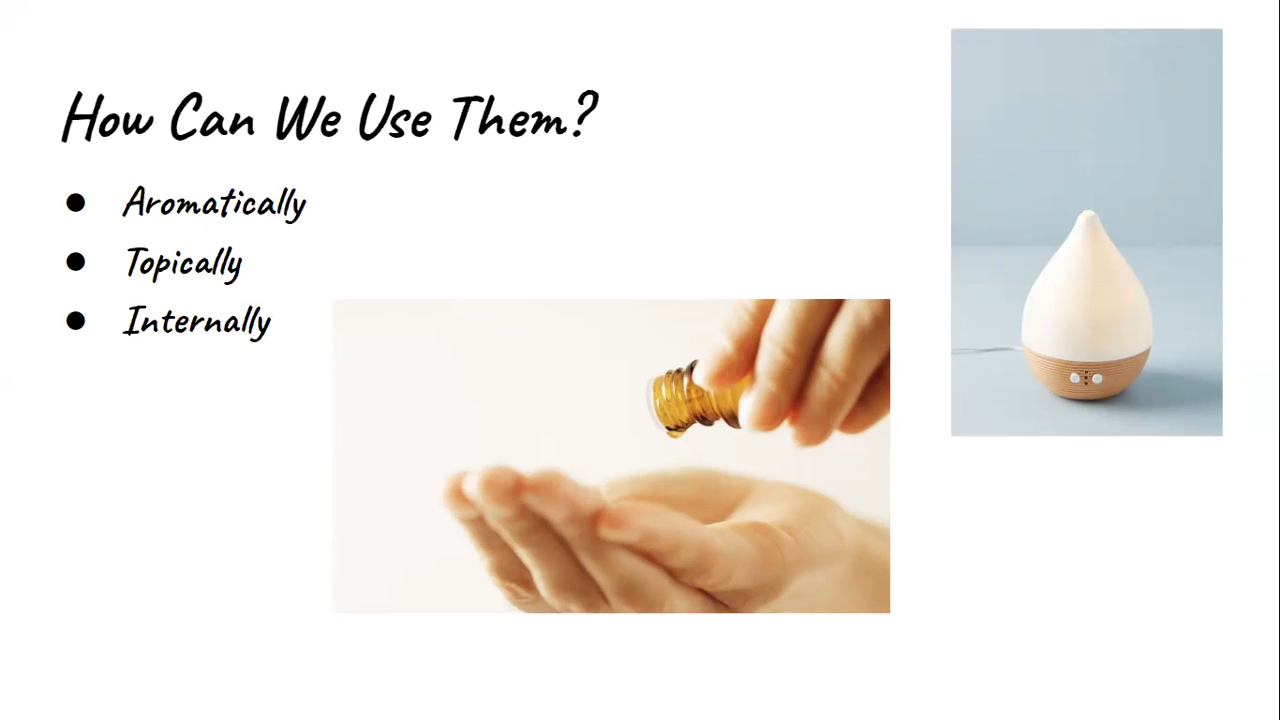 How Can We Use Them?
● Aromatically
● Topically
● Internally